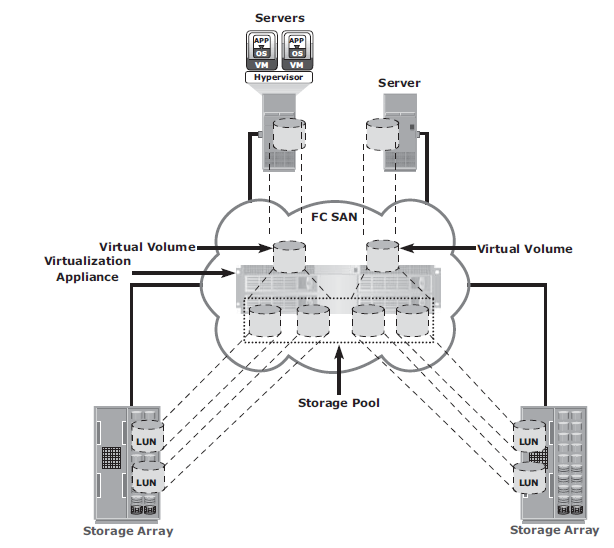 Servers
APP APP
OS OS
VM VM
Hypervisor
Server
FC SAN
Virtual Volume
Virtual Volume
Virtualization
Appliance
Storage Pool
LUN
LUN
LUN
LUN
Storage Array
Storage Array